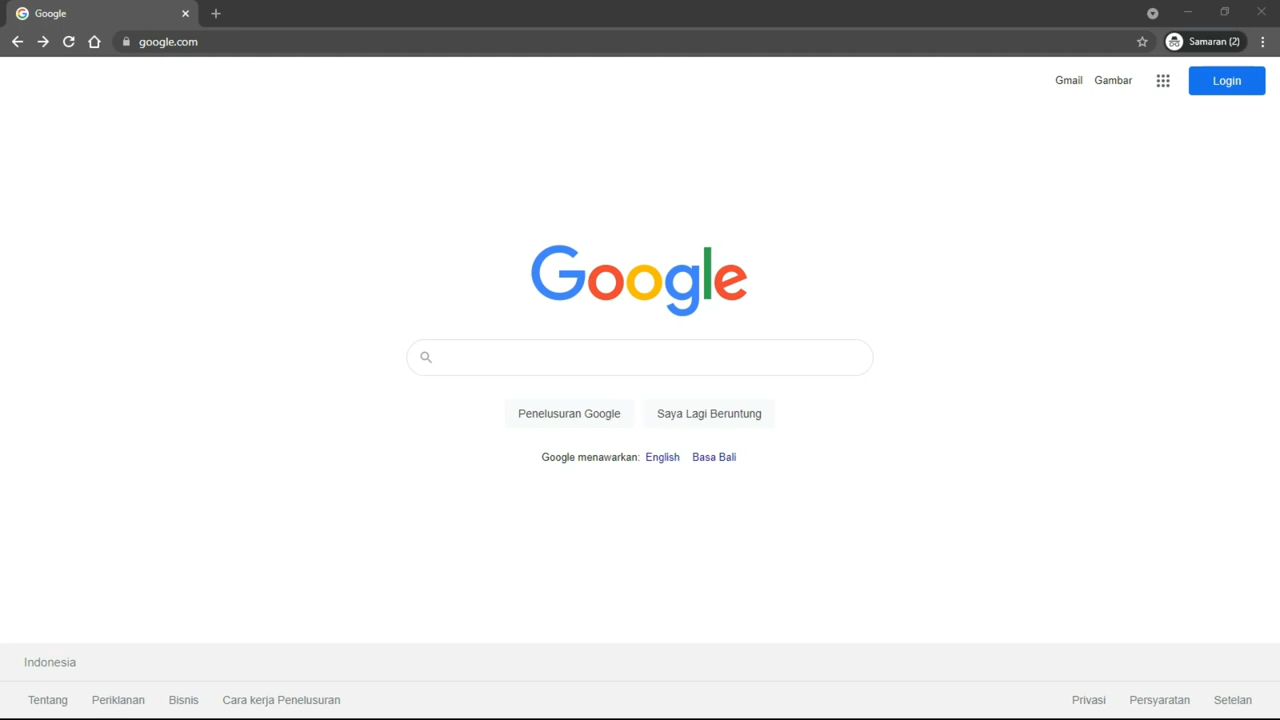 Google
google.com
Samaran (2)
Gmail Gambar Login
Google
Penelusuran Google Saya Lagi Beruntung
Google menawarkan: English Basa Bali
Indonesia
Tentang Periklanan Bisnis Cara kerja Penelusuran Privasi Persyaratan Setelan